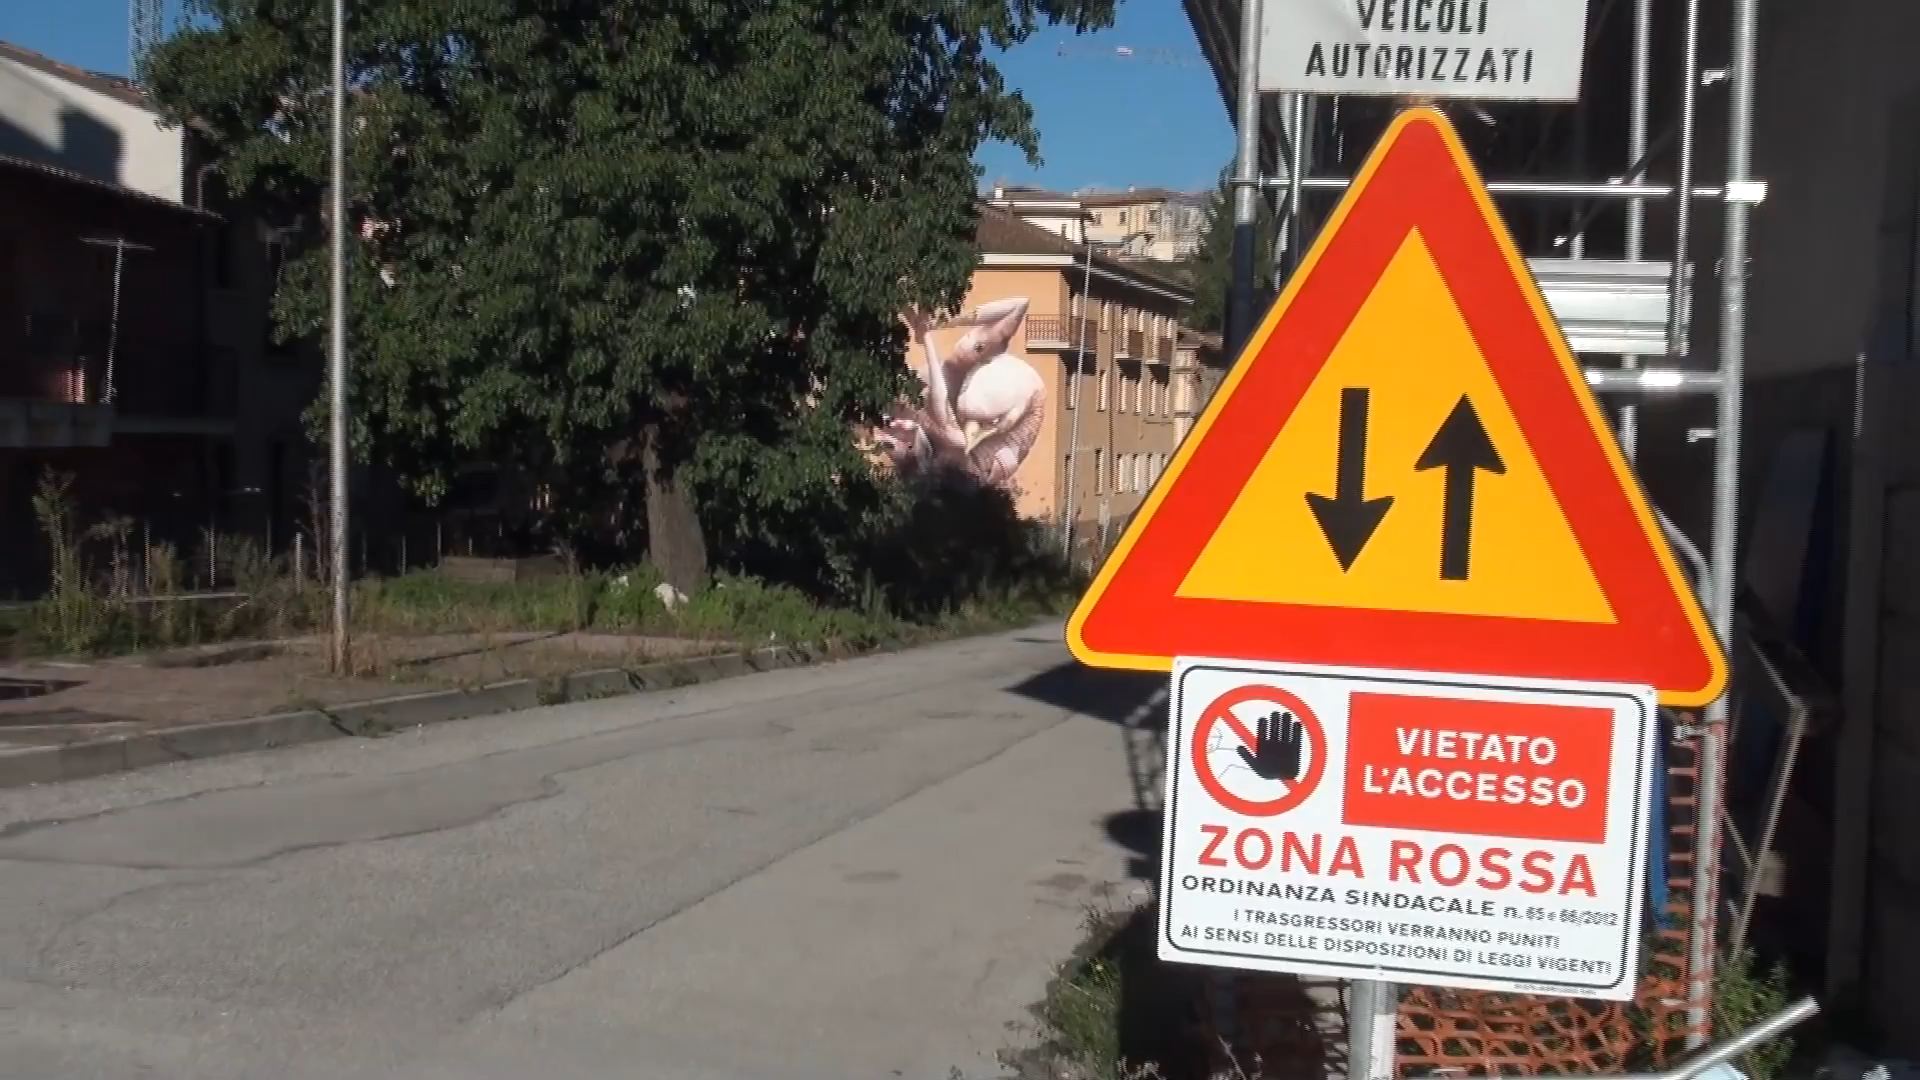 VEICOLI
AUTORIZZATI
VIETATO
L'ACCESSO
ZONA ROSSA
ORDINANZA SINDACALE n. 65 e 66/2012
I TRASGRESSORI VERRANNO PUNITI
AI SENSI DELLE DISPOSIZIONI DI LEGGI VIGENTI